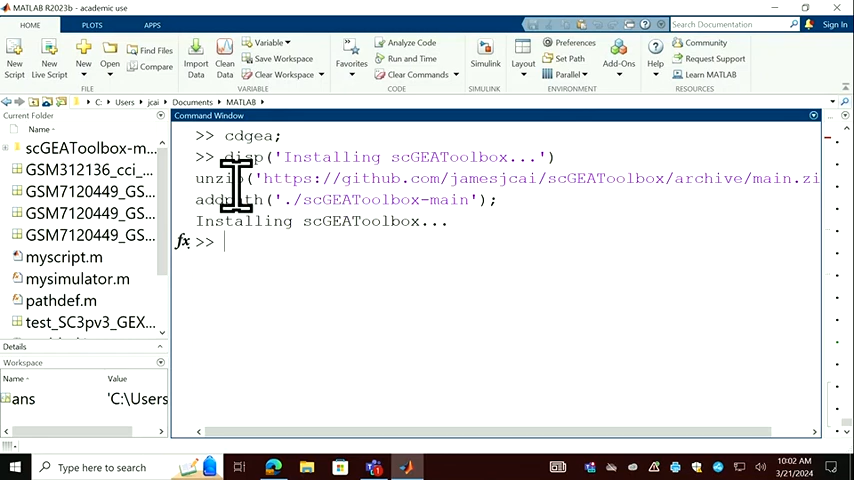 MATLAB R2023b - academic use
HOME PLOTS APPS
Search Documentation
Sign In
New Script
New Live Script
New
Open
Find Files
Compare
Import Data
Clean Data
Variable
Save Workspace
Clear Workspace
Favorites
Analyze Code
Run and Time
Clear Commands
Simulink
Layout
Preferences
Set Path
Parallel
Add-Ons
Help
Community
Request Support
Learn MATLAB
FILE VARIABLE CODE SIMULINK ENVIRONMENT RESOURCES
C: Users jcai Documents MATLAB
Current Folder
Name
scGEAToolbox-m...
GSM312136_cci_...
GSM7120449_GS...
GSM7120449_GS...
GSM7120449_GS...
myscript.m
mysimulator.m
pathdef.m
test_SC3pv3_GEX...
Details
Workspace
Name Value
ans 'C:\Users
Command Window
>> cdgea;
>> disp('Installing scGEAToolbox...')
unzip('https://github.com/jamesjcai/scGEAToolbox/archive/main.zi
addpath('./scGEAToolbox-main');
Installing scGEAToolbox...
fx >>
Type here to search
10:02 AM
3/21/2024